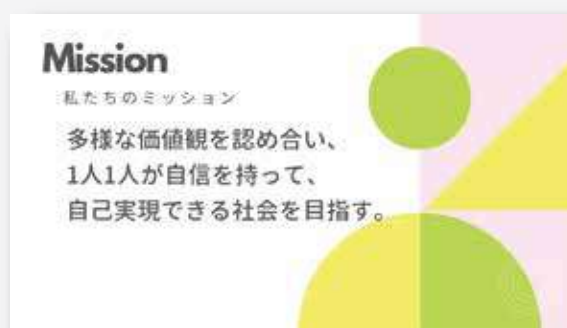 Mission
私たちのミッション
多様な価値観を認め合い、
1人1人が自信を持って、
自己実現できる社会を目指す。